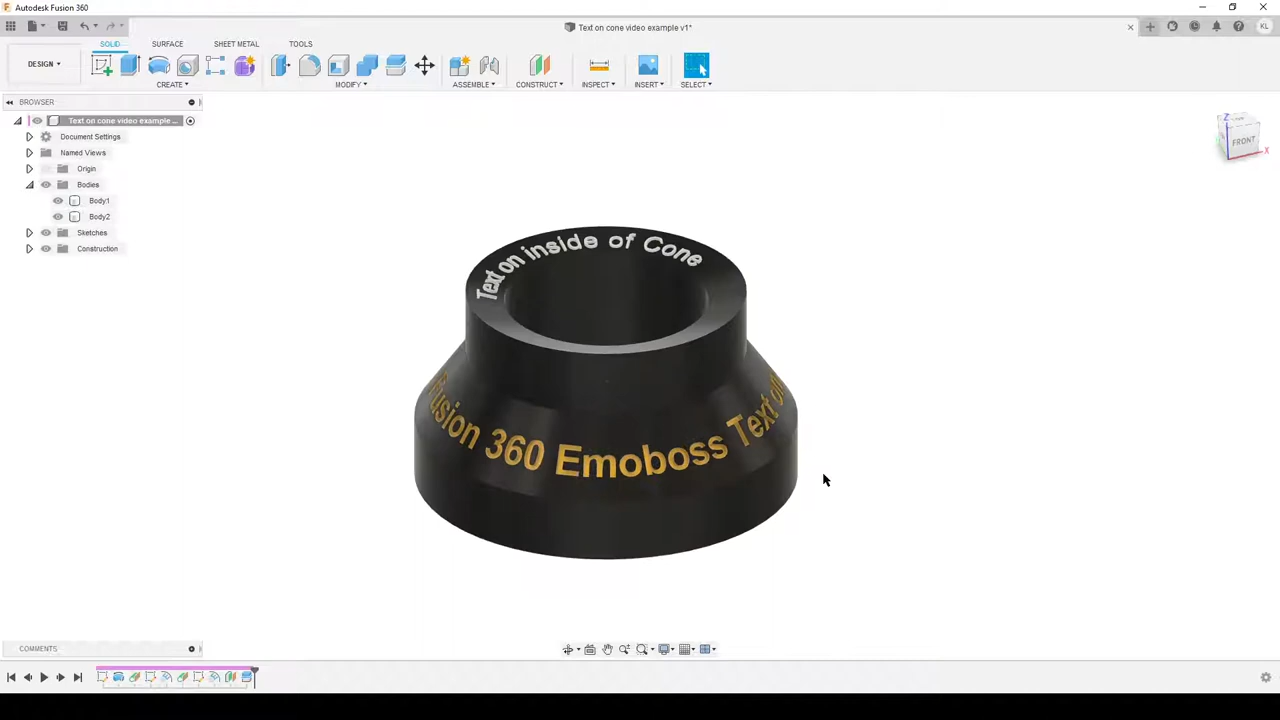 Autodesk Fusion 360
Text on cone video example v1*
KL
SOLID SURFACE SHEET METAL TOOLS
DESIGN
CREATE MODIFY ASSEMBLE CONSTRUCT INSPECT INSERT SELECT
BROWSER
Text on cone video example ...
Document Settings
Named Views
Origin
Bodies
Body1
Body2
Sketches
Construction
Z
FRONT
X
Text on inside of Cone
Fusion 360 Emoboss Text on
COMMENTS